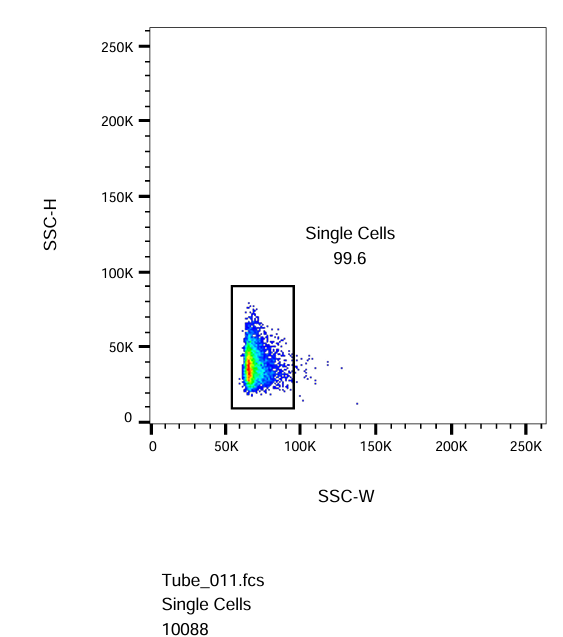 250K
200K
150K
100K
50K
0
SSC-H
Single Cells
99.6
0 50K 100K 150K 200K 250K
SSC-W
Tube_011.fcs
Single Cells
10088